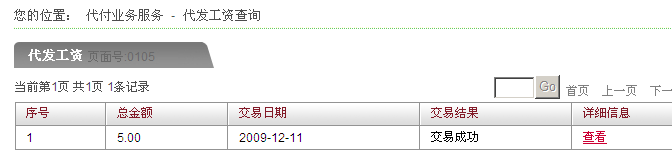 您的位置： 代付业务服务 - 代发工资查询
代发工资 页面号:0105
当前第1页 共1页 1条记录 Go 首页 上一页 下一
序号 总金额 交易日期 交易结果 详细信息
1 5.00 2009-12-11 交易成功 查看